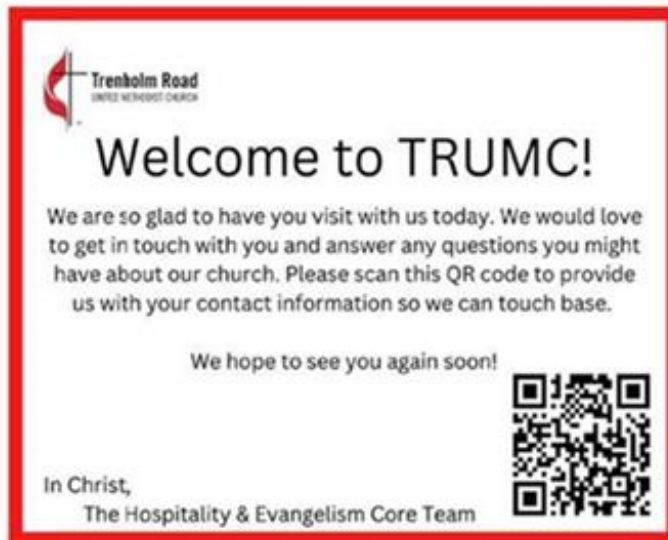 Trenholm Road
UNITED METHODIST CHURCH
Welcome to TRUMC!
We are so glad to have you visit with us today. We would love
to get in touch with you and answer any questions you might
have about our church. Please scan this QR code to provide
us with your contact information so we can touch base.
We hope to see you again soon!
In Christ,
The Hospitality & Evangelism Core Team